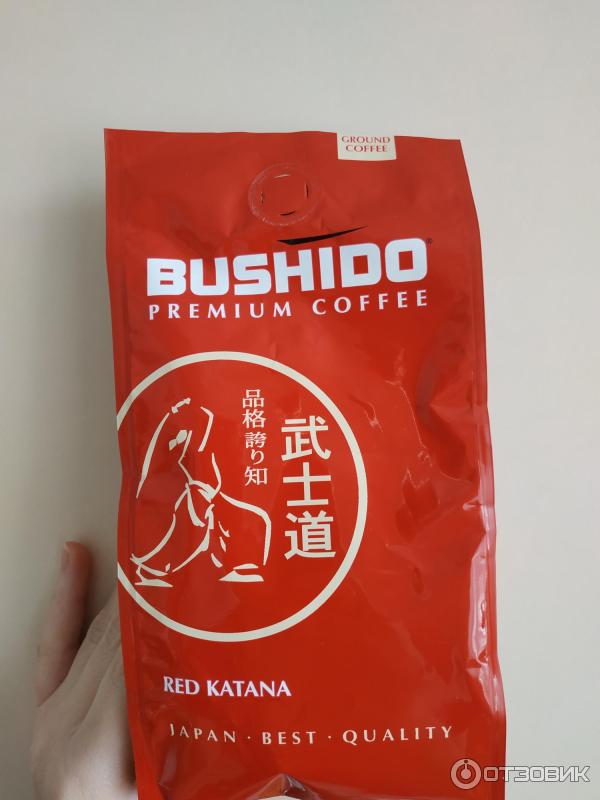 GROUND
COFFEE
BUSHIDO®
PREMIUM COFFEE
武士道
品格 誇り知
RED KATANA
JAPAN · BEST · QUALITY
ОТЗОВИК